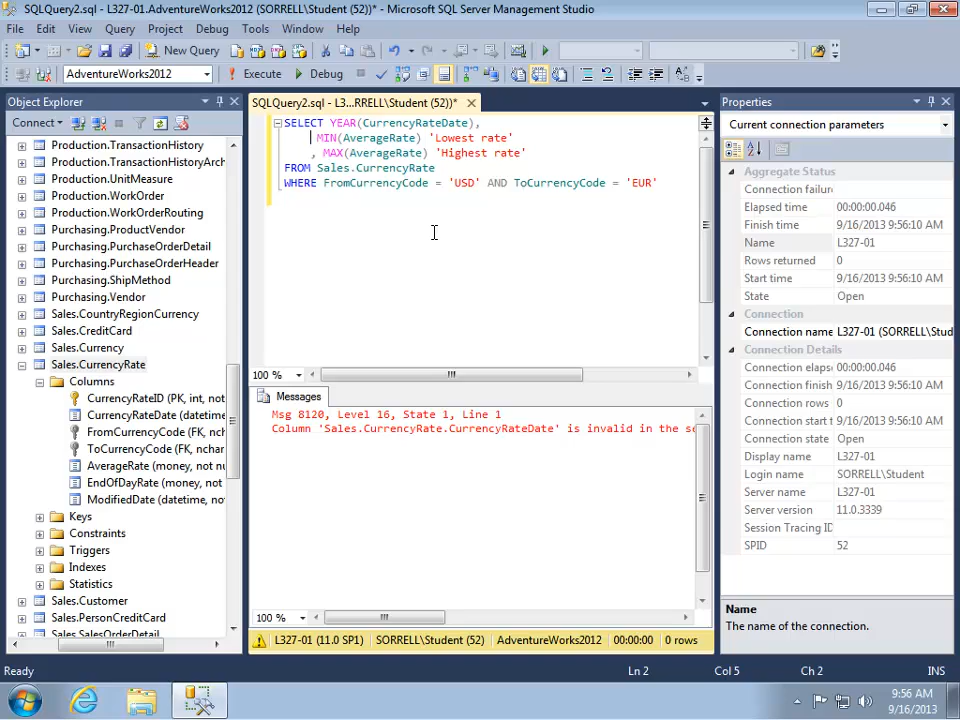 SQLQuery2.sql - L327-01.AdventureWorks2012 (SORRELL\Student (52))* - Microsoft SQL Server Management Studio
File Edit View Query Project Debug Tools Window Help
New Query
AdventureWorks2012 Execute Debug
Object Explorer
Connect
Production.TransactionHistory
Production.TransactionHistoryArch
Production.UnitMeasure
Production.WorkOrder
Production.WorkOrderRouting
Purchasing.ProductVendor
Purchasing.PurchaseOrderDetail
Purchasing.PurchaseOrderHeader
Purchasing.ShipMethod
Purchasing.Vendor
Sales.CountryRegionCurrency
Sales.CreditCard
Sales.Currency
Sales.CurrencyRate
Columns
CurrencyRateID (PK, int, not
CurrencyRateDate (datetime
FromCurrencyCode (FK, nchar
ToCurrencyCode (FK, nchar
AverageRate (money, not nu
EndOfDayRate (money, not
ModifiedDate (datetime, no
Keys
Constraints
Triggers
Indexes
Statistics
Sales.Customer
Sales.PersonCreditCard
Sales.SalesOrderDetail
SQLQuery2.sql - L3...RRELL\Student (52))*
SELECT YEAR(CurrencyRateDate),
MIN(AverageRate) 'Lowest rate'
, MAX(AverageRate) 'Highest rate'
FROM Sales.CurrencyRate
WHERE FromCurrencyCode = 'USD' AND ToCurrencyCode = 'EUR'
100 %
Messages
Msg 8120, Level 16, State 1, Line 1
Column 'Sales.CurrencyRate.CurrencyRateDate' is invalid in the se
100 %
L327-01 (11.0 SP1) SORRELL\Student (52) AdventureWorks2012 00:00:00 0 rows
Properties
Current connection parameters
Aggregate Status
Connection failur
Elapsed time 00:00:00.046
Finish time 9/16/2013 9:56:10 AM
Name L327-01
Rows returned 0
Start time 9/16/2013 9:56:10 AM
State Open
Connection
Connection name L327-01 (SORRELL\Stud
Connection Details
Connection elaps 00:00:00.046
Connection finish 9/16/2013 9:56:10 AM
Connection rows 0
Connection start t 9/16/2013 9:56:10 AM
Connection state Open
Display name L327-01
Login name SORRELL\Student
Server name L327-01
Server version 11.0.3339
Session Tracing ID
SPID 52
Name
The name of the connection.
Ready Ln 2 Col 5 Ch 2 INS
9:56 AM
9/16/2013